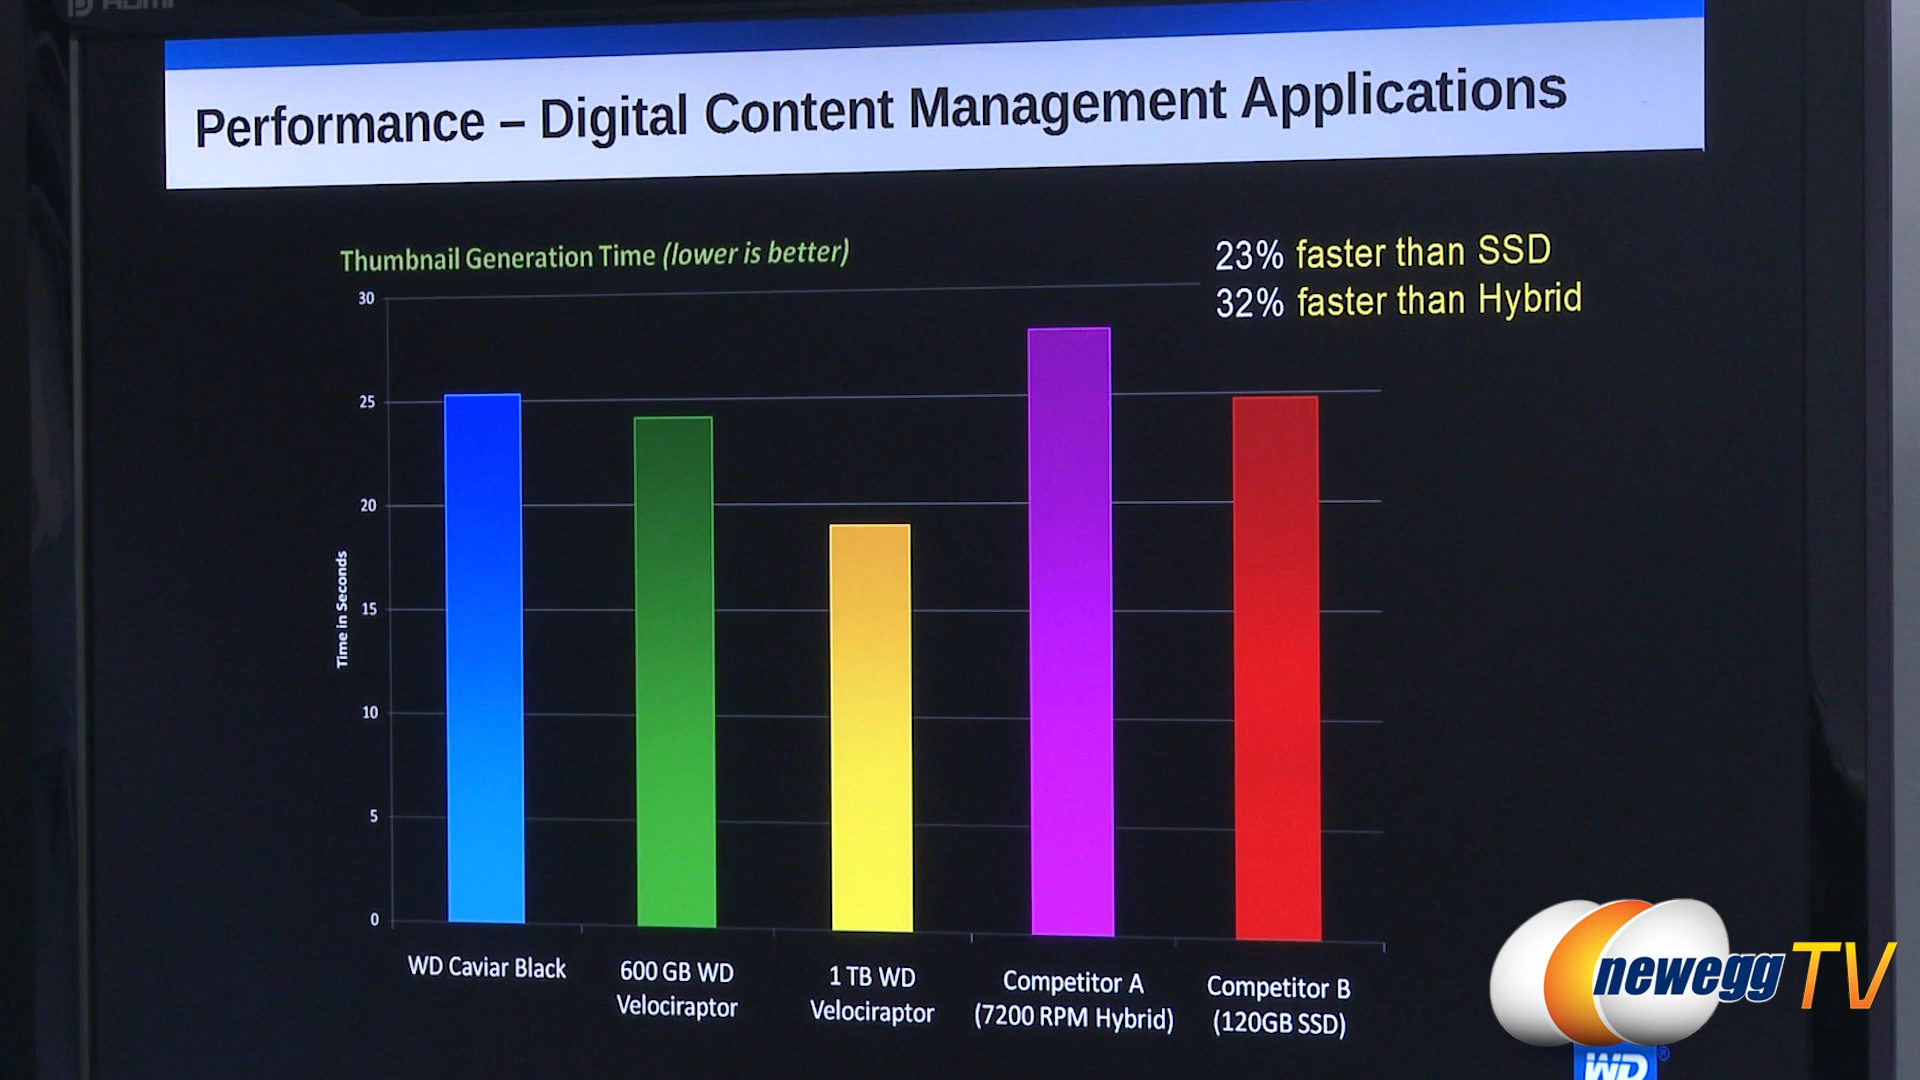 HDMI
Performance – Digital Content Management Applications
Thumbnail Generation Time (lower is better)
23% faster than SSD
32% faster than Hybrid
30
25
20
15
10
5
0
Time in Seconds
WD Caviar Black
600 GB WD
Velociraptor
1 TB WD
Velociraptor
Competitor A
(7200 RPM Hybrid)
Competitor B
(120GB SSD)
newegg TV
WD®